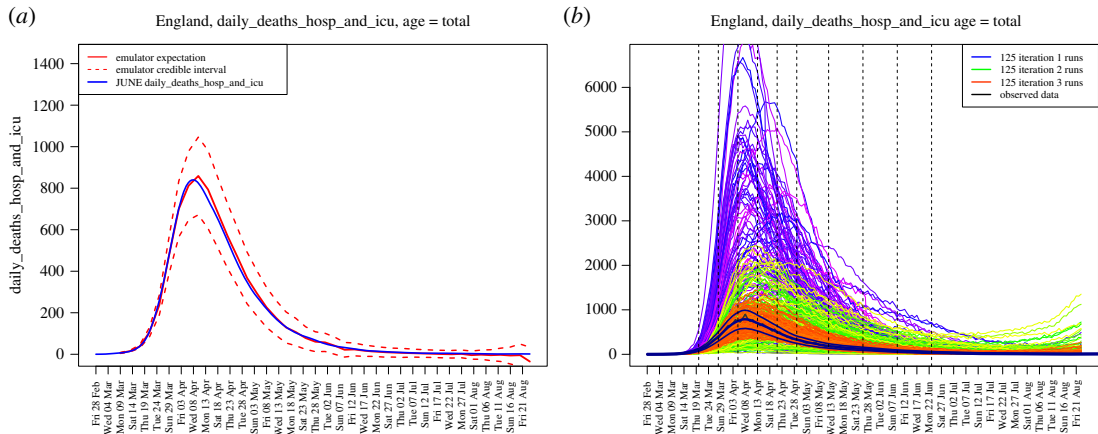 (a)
England, daily_deaths_hosp_and_icu, age = total
emulator expectation
emulator credible interval
JUNE daily_deaths_hosp_and_icu
daily_deaths_hosp_and_icu
1400
1200
1000
800
600
400
200
0
Fri 28 Feb
Wed 04 Mar
Mon 09 Mar
Sat 14 Mar
Thu 19 Mar
Tue 24 Mar
Sun 29 Mar
Fri 03 Apr
Wed 08 Apr
Mon 13 Apr
Sat 18 Apr
Thu 23 Apr
Tue 28 Apr
Sun 03 May
Fri 08 May
Wed 13 May
Mon 18 May
Sat 23 May
Thu 28 May
Tue 02 Jun
Sun 07 Jun
Fri 12 Jun
Wed 17 Jun
Mon 22 Jun
Sat 27 Jun
Thu 02 Jul
Tue 07 Jul
Sun 12 Jul
Fri 17 Jul
Wed 22 Jul
Mon 27 Jul
Sat 01 Aug
Thu 06 Aug
Tue 11 Aug
Sun 16 Aug
Fri 21 Aug
(b)
England, daily_deaths_hosp_and_icu age = total
125 iteration 1 runs
125 iteration 2 runs
125 iteration 3 runs
observed data
6000
5000
4000
3000
2000
1000
0
Fri 28 Feb
Wed 04 Mar
Mon 09 Mar
Sat 14 Mar
Thu 19 Mar
Tue 24 Mar
Sun 29 Mar
Fri 03 Apr
Wed 08 Apr
Mon 13 Apr
Sat 18 Apr
Thu 23 Apr
Tue 28 Apr
Sun 03 May
Fri 08 May
Wed 13 May
Mon 18 May
Sat 23 May
Thu 28 May
Tue 02 Jun
Sun 07 Jun
Fri 12 Jun
Wed 17 Jun
Mon 22 Jun
Sat 27 Jun
Thu 02 Jul
Tue 07 Jul
Sun 12 Jul
Fri 17 Jul
Wed 22 Jul
Mon 27 Jul
Sat 01 Aug
Thu 06 Aug
Tue 11 Aug
Fri 21 Aug